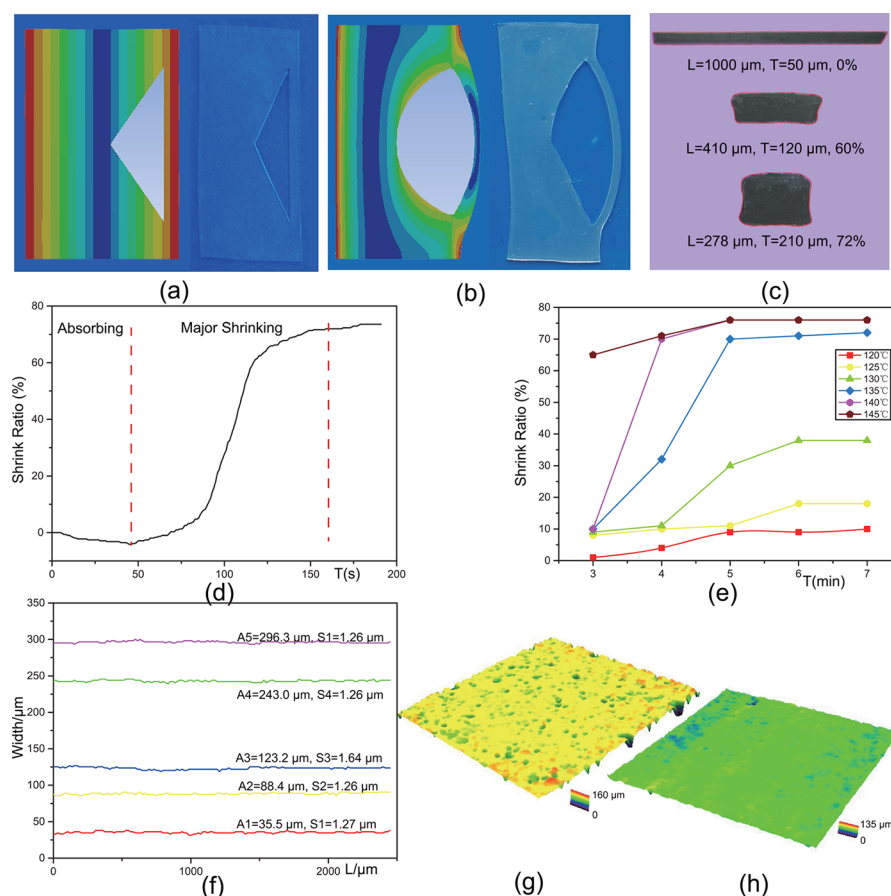 L=1000 μm, T=50 μm, 0%
L=410 μm, T=120 μm, 60%
L=278 μm, T=210 μm, 72%
(a)
(b)
(c)
80
60
40
20
0
Shrink Ratio (%)
Absorbing
Major Shrinking
0
50
100
150
200
T(s)
(d)
80
70
60
50
40
30
20
10
0
Shrink Ratio (%)
120℃
125℃
130℃
135℃
140℃
145℃
3
4
5
6
7
T(min)
(e)
350
300
250
200
150
100
50
0
Width/μm
A5=296.3 μm, S1=1.26 μm
A4=243.0 μm, S4=1.26 μm
A3=123.2 μm, S3=1.64 μm
A2=88.4 μm, S2=1.26 μm
A1=35.5 μm, S1=1.27 μm
0
1000
2000
L/μm
(f)
160 μm
0
(g)
135 μm
0
(h)